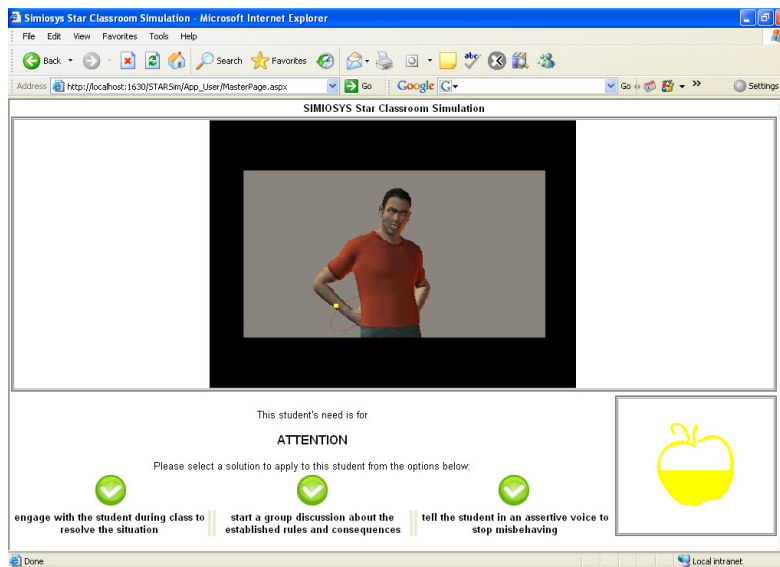 Simiosys Star Classroom Simulation - Microsoft Internet Explorer
File Edit View Favorites Tools Help
Back Search Favorites
Address http://localhost:1630/STARSim/App_User/MasterPage.aspx Go Google G Go Settings
SIMIOSYS Star Classroom Simulation
This student's need is for
ATTENTION
Please select a solution to apply to this student from the options below:
engage with the student during class to
resolve the situation
start a group discussion about the
established rules and consequences
tell the student in an assertive voice to
stop misbehaving
Done Local intranet